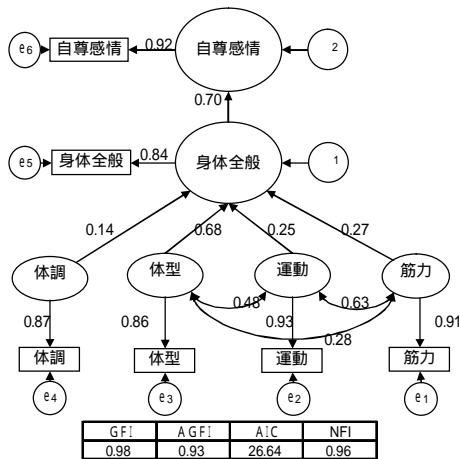 e6 自尊感情 0.92 自尊感情 2
0.70
e5 身体全般 0.84 身体全般 1
0.14 0.68 0.25 0.27
体調 体型 運動 筋力
0.48 0.63
0.87 0.86 0.93 0.28 0.91
体調 体型 運動 筋力
e4 e3 e2 e1
GFI AGFI AIC NFI
0.98 0.93 26.64 0.96